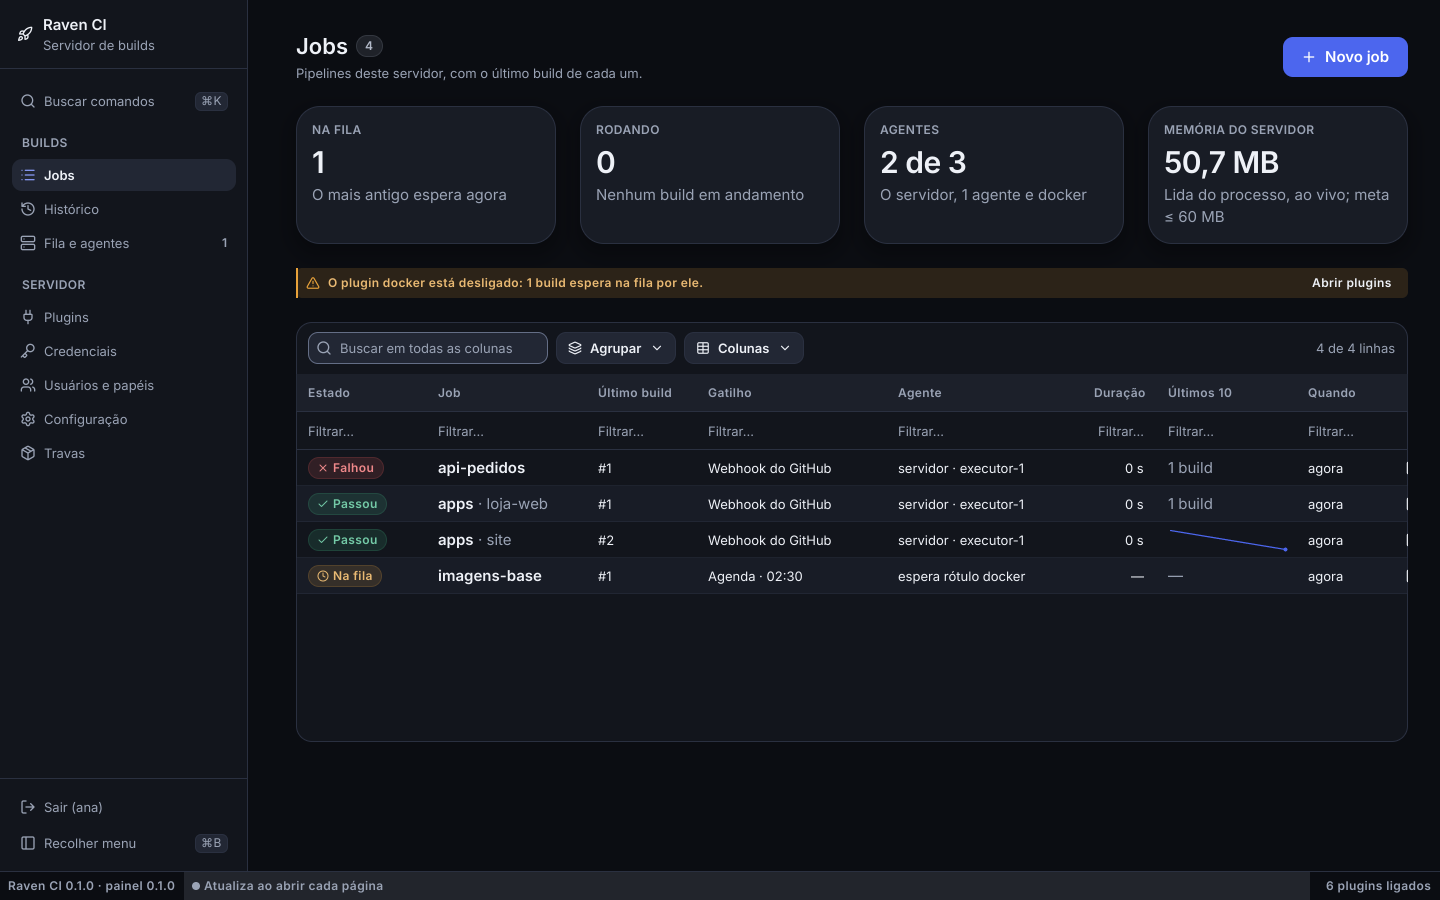 Raven CI
Servidor de builds
Buscar comandos ⌘K
BUILDS
Jobs
Histórico
Fila e agentes 1
SERVIDOR
Plugins
Credenciais
Usuários e papéis
Configuração
Travas
Sair (ana)
Recolher menu ⌘B
Jobs 4
Pipelines deste servidor, com o último build de cada um.
+ Novo job
NA FILA
1
O mais antigo espera agora
RODANDO
0
Nenhum build em andamento
AGENTES
2 de 3
O servidor, 1 agente e docker
MEMÓRIA DO SERVIDOR
50,7 MB
Lida do processo, ao vivo; meta
≤ 60 MB
O plugin docker está desligado: 1 build espera na fila por ele. Abrir plugins
Buscar em todas as colunas Agrupar Colunas 4 de 4 linhas
Estado Job Último build Gatilho Agente Duração Últimos 10 Quando
Filtrar... Filtrar... Filtrar... Filtrar... Filtrar... Filtrar... Filtrar... Filtrar...
Falhou api-pedidos #1 Webhook do GitHub servidor · executor-1 0 s 1 build agora
Passou apps · loja-web #1 Webhook do GitHub servidor · executor-1 0 s 1 build agora
Passou apps · site #2 Webhook do GitHub servidor · executor-1 0 s agora
Na fila imagens-base #1 Agenda · 02:30 espera rótulo docker — — agora
Raven CI 0.1.0 · painel 0.1.0 Atualiza ao abrir cada página 6 plugins ligados